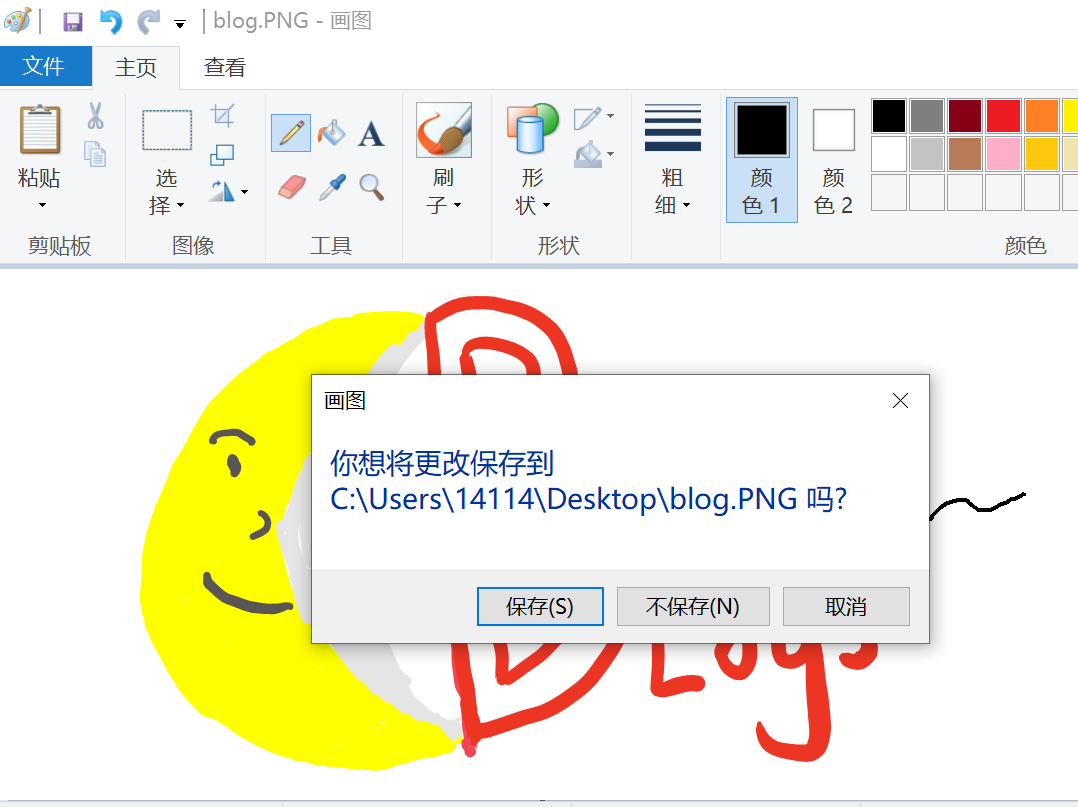 blog.PNG - 画图
文件 主页 查看
粘贴
选
择
刷
子
形
状
粗
细
颜
色 1
颜
色 2
剪贴板 图像 工具 形状 颜色
画图
你想将更改保存到
C:\Users\14114\Desktop\blog.PNG 吗?
保存(S) 不保存(N) 取消